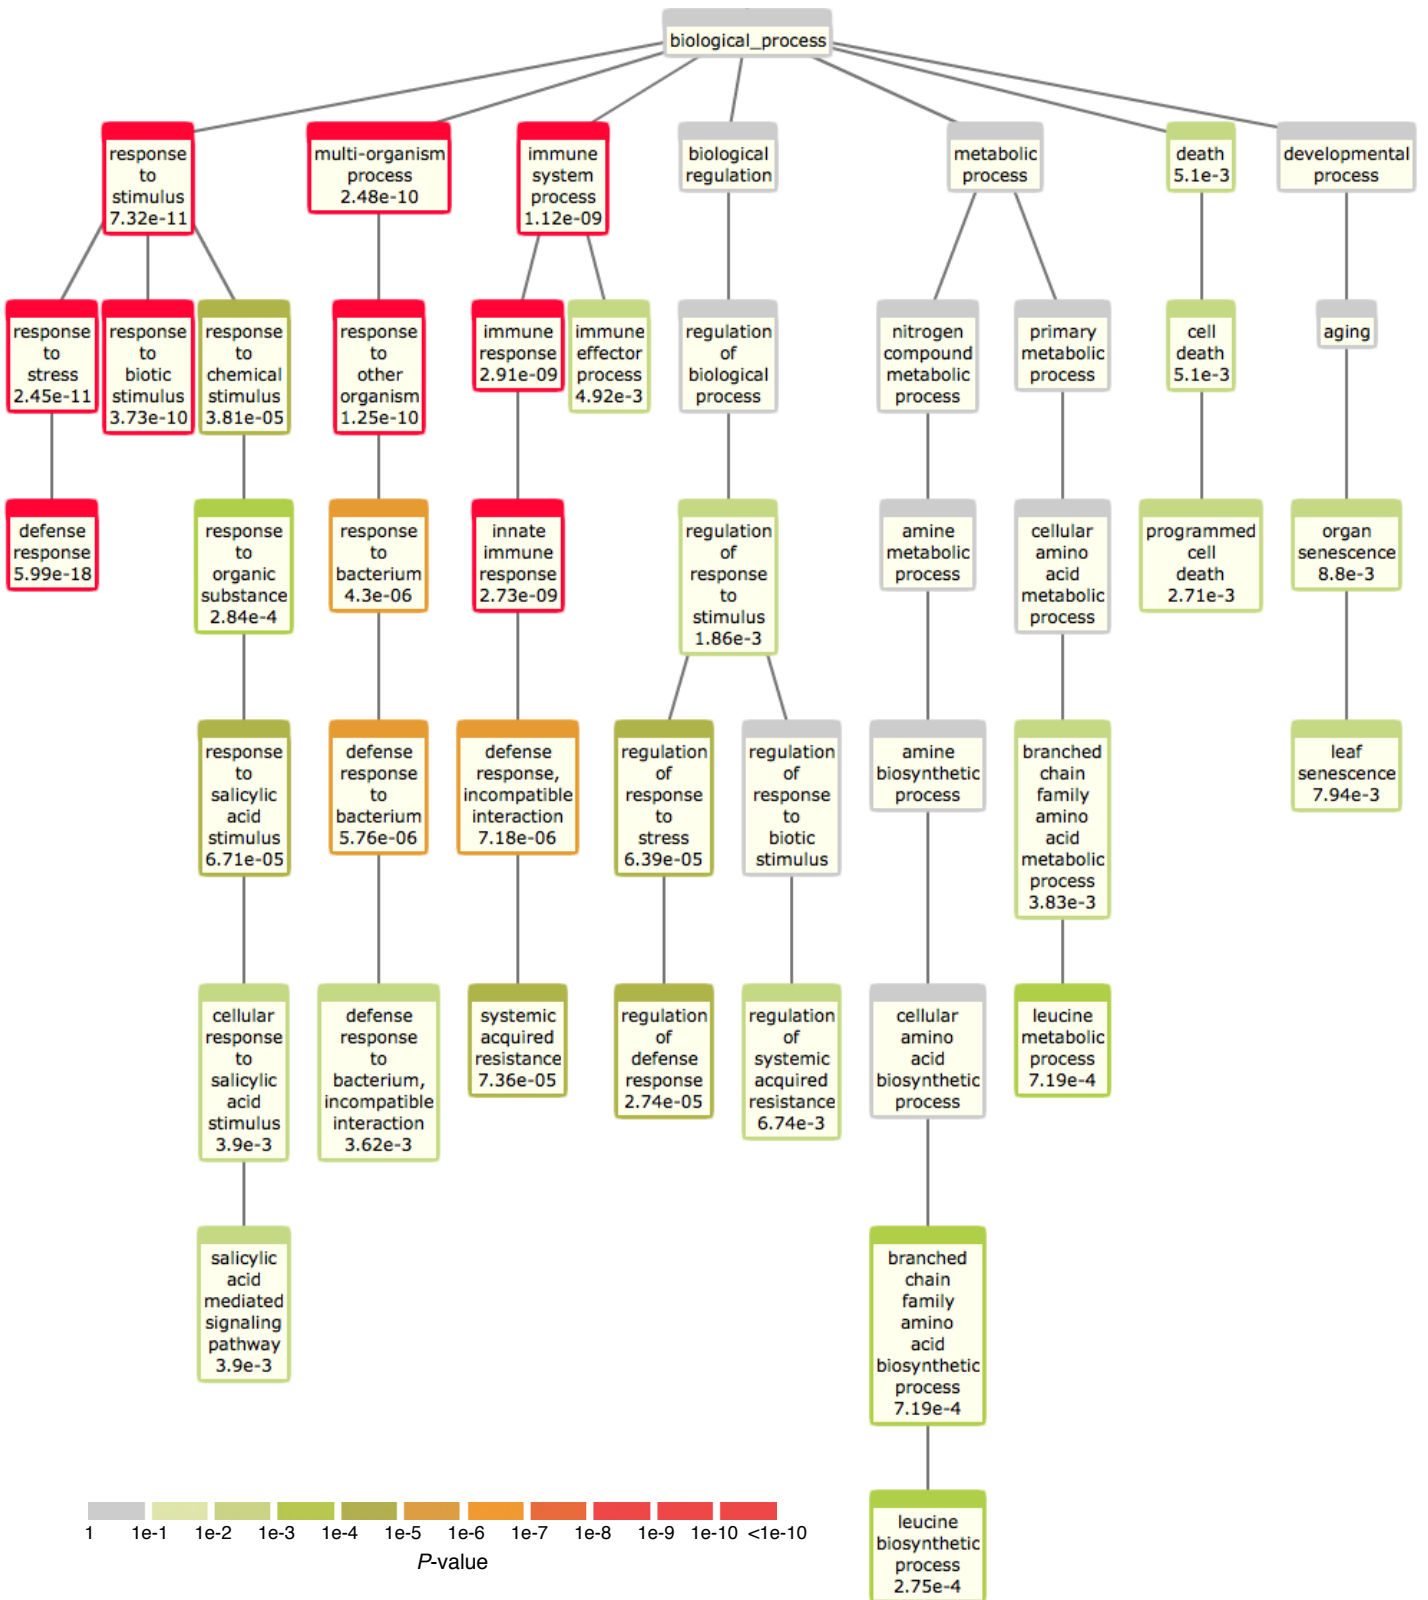 biological_process
response
to
stimulus
7.32e-11
multi-organism
process
2.48e-10
immune
system
process
1.12e-09
biological
regulation
metabolic
process
death
5.1e-3
developmental
process
response
to
stress
2.45e-11
response
to
biotic
stimulus
3.73e-10
response
to
chemical
stimulus
3.81e-05
response
to
other
organism
1.25e-10
immune
response
2.91e-09
immune
effector
process
4.92e-3
regulation
of
biological
process
nitrogen
compound
metabolic
process
primary
metabolic
process
cell
death
5.1e-3
aging
defense
response
5.99e-18
response
to
organic
substance
2.84e-4
response
to
bacterium
4.3e-06
innate
immune
response
2.73e-09
regulation
of
response
to
stimulus
1.86e-3
amine
metabolic
process
cellular
amino
acid
metabolic
process
programmed
cell
death
2.71e-3
organ
senescence
8.8e-3
response
to
salicylic
acid
stimulus
6.71e-05
defense
response
to
bacterium
5.76e-06
defense
response,
incompatible
interaction
7.18e-06
regulation
of
response
to
stress
6.39e-05
regulation
of
response
to
biotic
stimulus
amine
biosynthetic
process
branched
chain
family
amino
acid
metabolic
process
3.83e-3
leaf
senescence
7.94e-3
cellular
response
to
salicylic
acid
stimulus
3.9e-3
defense
response
to
bacterium,
incompatible
interaction
3.62e-3
systemic
acquired
resistance
7.36e-05
regulation
of
defense
response
2.74e-05
regulation
of
systemic
acquired
resistance
6.74e-3
cellular
amino
acid
biosynthetic
process
leucine
metabolic
process
7.19e-4
salicylic
acid
mediated
signaling
pathway
3.9e-3
branched
chain
family
amino
acid
biosynthetic
process
7.19e-4
leucine
biosynthetic
process
2.75e-4
1 1e-1 1e-2 1e-3 1e-4 1e-5 1e-6 1e-7 1e-8 1e-9 1e-10 <1e-10
P-value